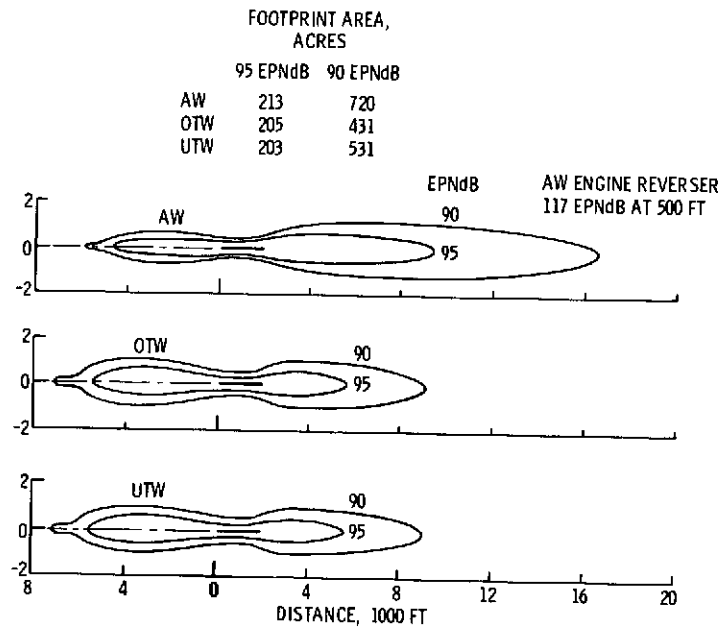 FOOTPRINT AREA,
ACRES
95 EPNdB 90 EPNdB
AW 213 720
OTW 205 431
UTW 203 531
EPNdB AW ENGINE REVERSER
117 EPNdB AT 500 FT
2
0
-2
AW
90
95
20
2
0
-2
OTW
90
95
2
0
-2
UTW
90
95
8 4 0 4 8 12 16 20
DISTANCE, 1000 FT